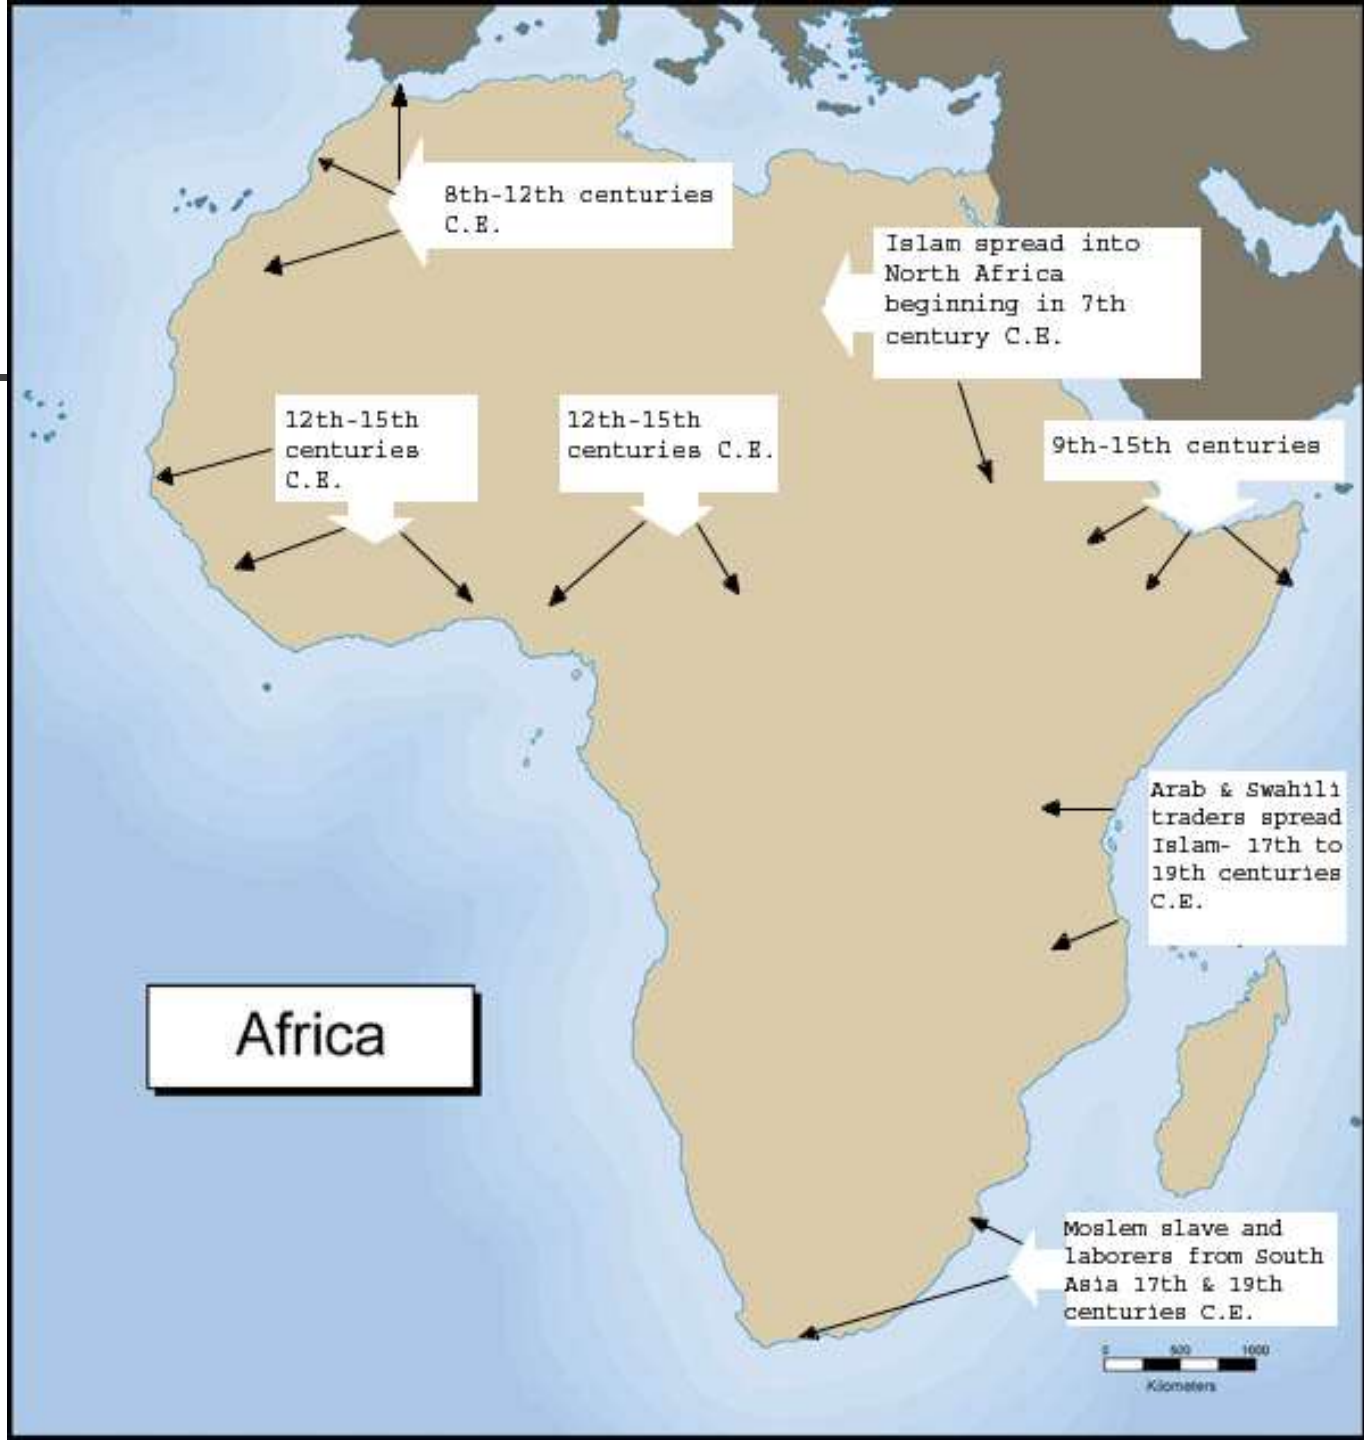 8th-12th centuries
C.E.
Islam spread into
North Africa
beginning in 7th
century C.E.
12th-15th
centuries
C.E.
12th-15th
centuries C.E.
9th-15th centuries
Arab & Swahili
traders spread
Islam- 17th to
19th centuries
C.E.
Africa
Moslem slave and
laborers from South
Asia 17th & 19th
centuries C.E.
0 500 1000
Kilometers